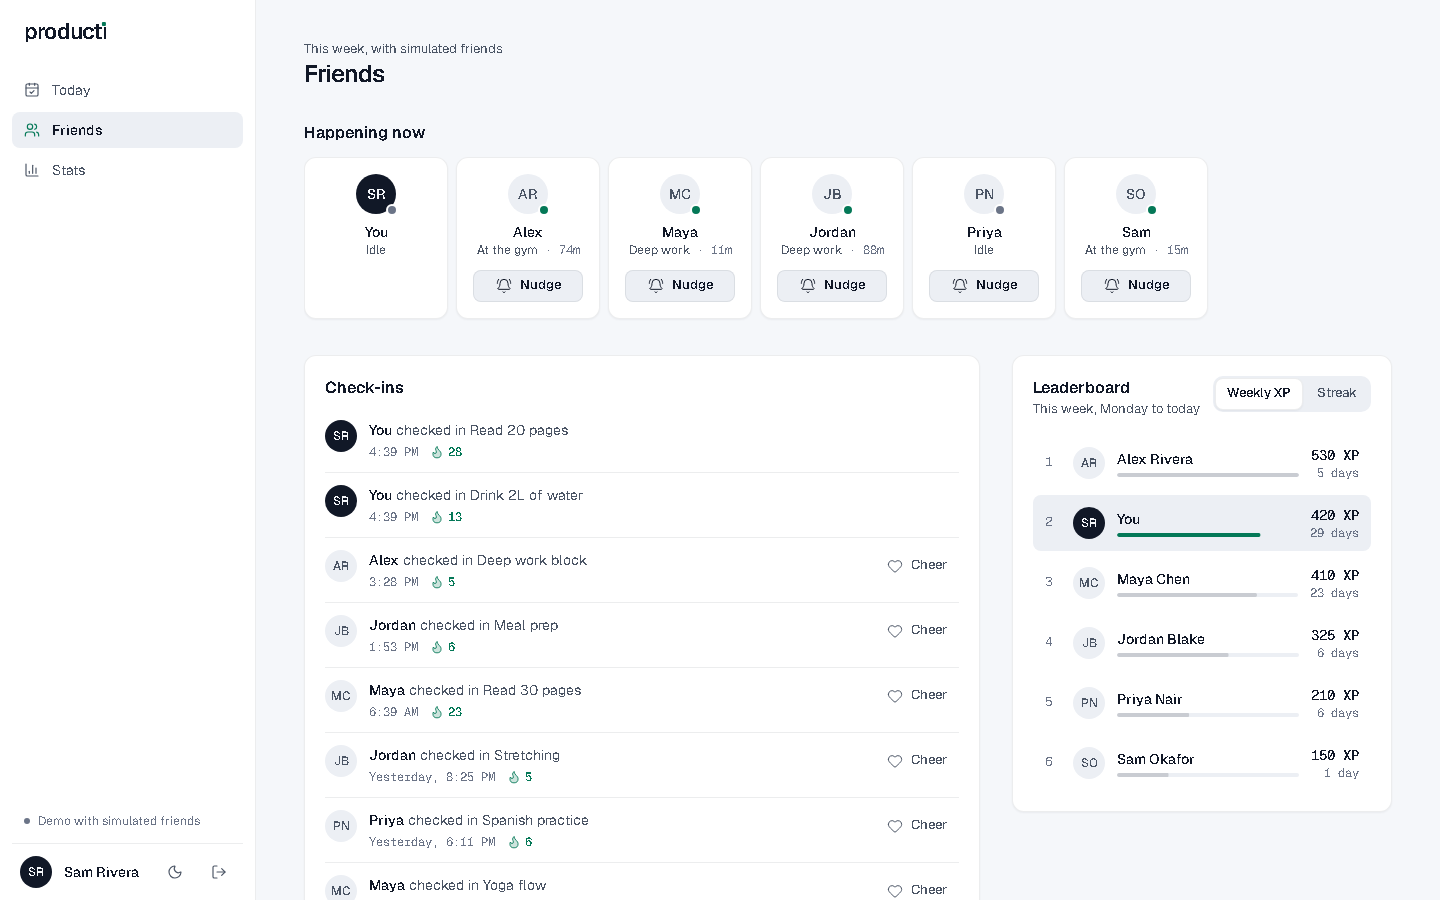 producti
Today
Friends
Stats
Demo with simulated friends
SR
Sam Rivera
This week, with simulated friends
Friends
Happening now
SR
You
Idle
AR
Alex
At the gym · 74m
Nudge
MC
Maya
Deep work · 11m
Nudge
JB
Jordan
Deep work · 88m
Nudge
PN
Priya
Idle
Nudge
SO
Sam
At the gym · 15m
Nudge
Check-ins
SR
You checked in Read 20 pages
4:39 PM 28
SR
You checked in Drink 2L of water
4:39 PM 13
AR
Alex checked in Deep work block
3:28 PM 5
Cheer
JB
Jordan checked in Meal prep
1:53 PM 6
Cheer
MC
Maya checked in Read 30 pages
6:39 AM 23
Cheer
JB
Jordan checked in Stretching
Yesterday, 8:25 PM 5
Cheer
PN
Priya checked in Spanish practice
Yesterday, 6:11 PM 6
Cheer
MC
Maya checked in Yoga flow
Cheer
Leaderboard
This week, Monday to today
Weekly XP
Streak
1 AR Alex Rivera 530 XP
5 days
2 SR You 420 XP
29 days
3 MC Maya Chen 410 XP
23 days
4 JB Jordan Blake 325 XP
6 days
5 PN Priya Nair 210 XP
6 days
6 SO Sam Okafor 150 XP
1 day